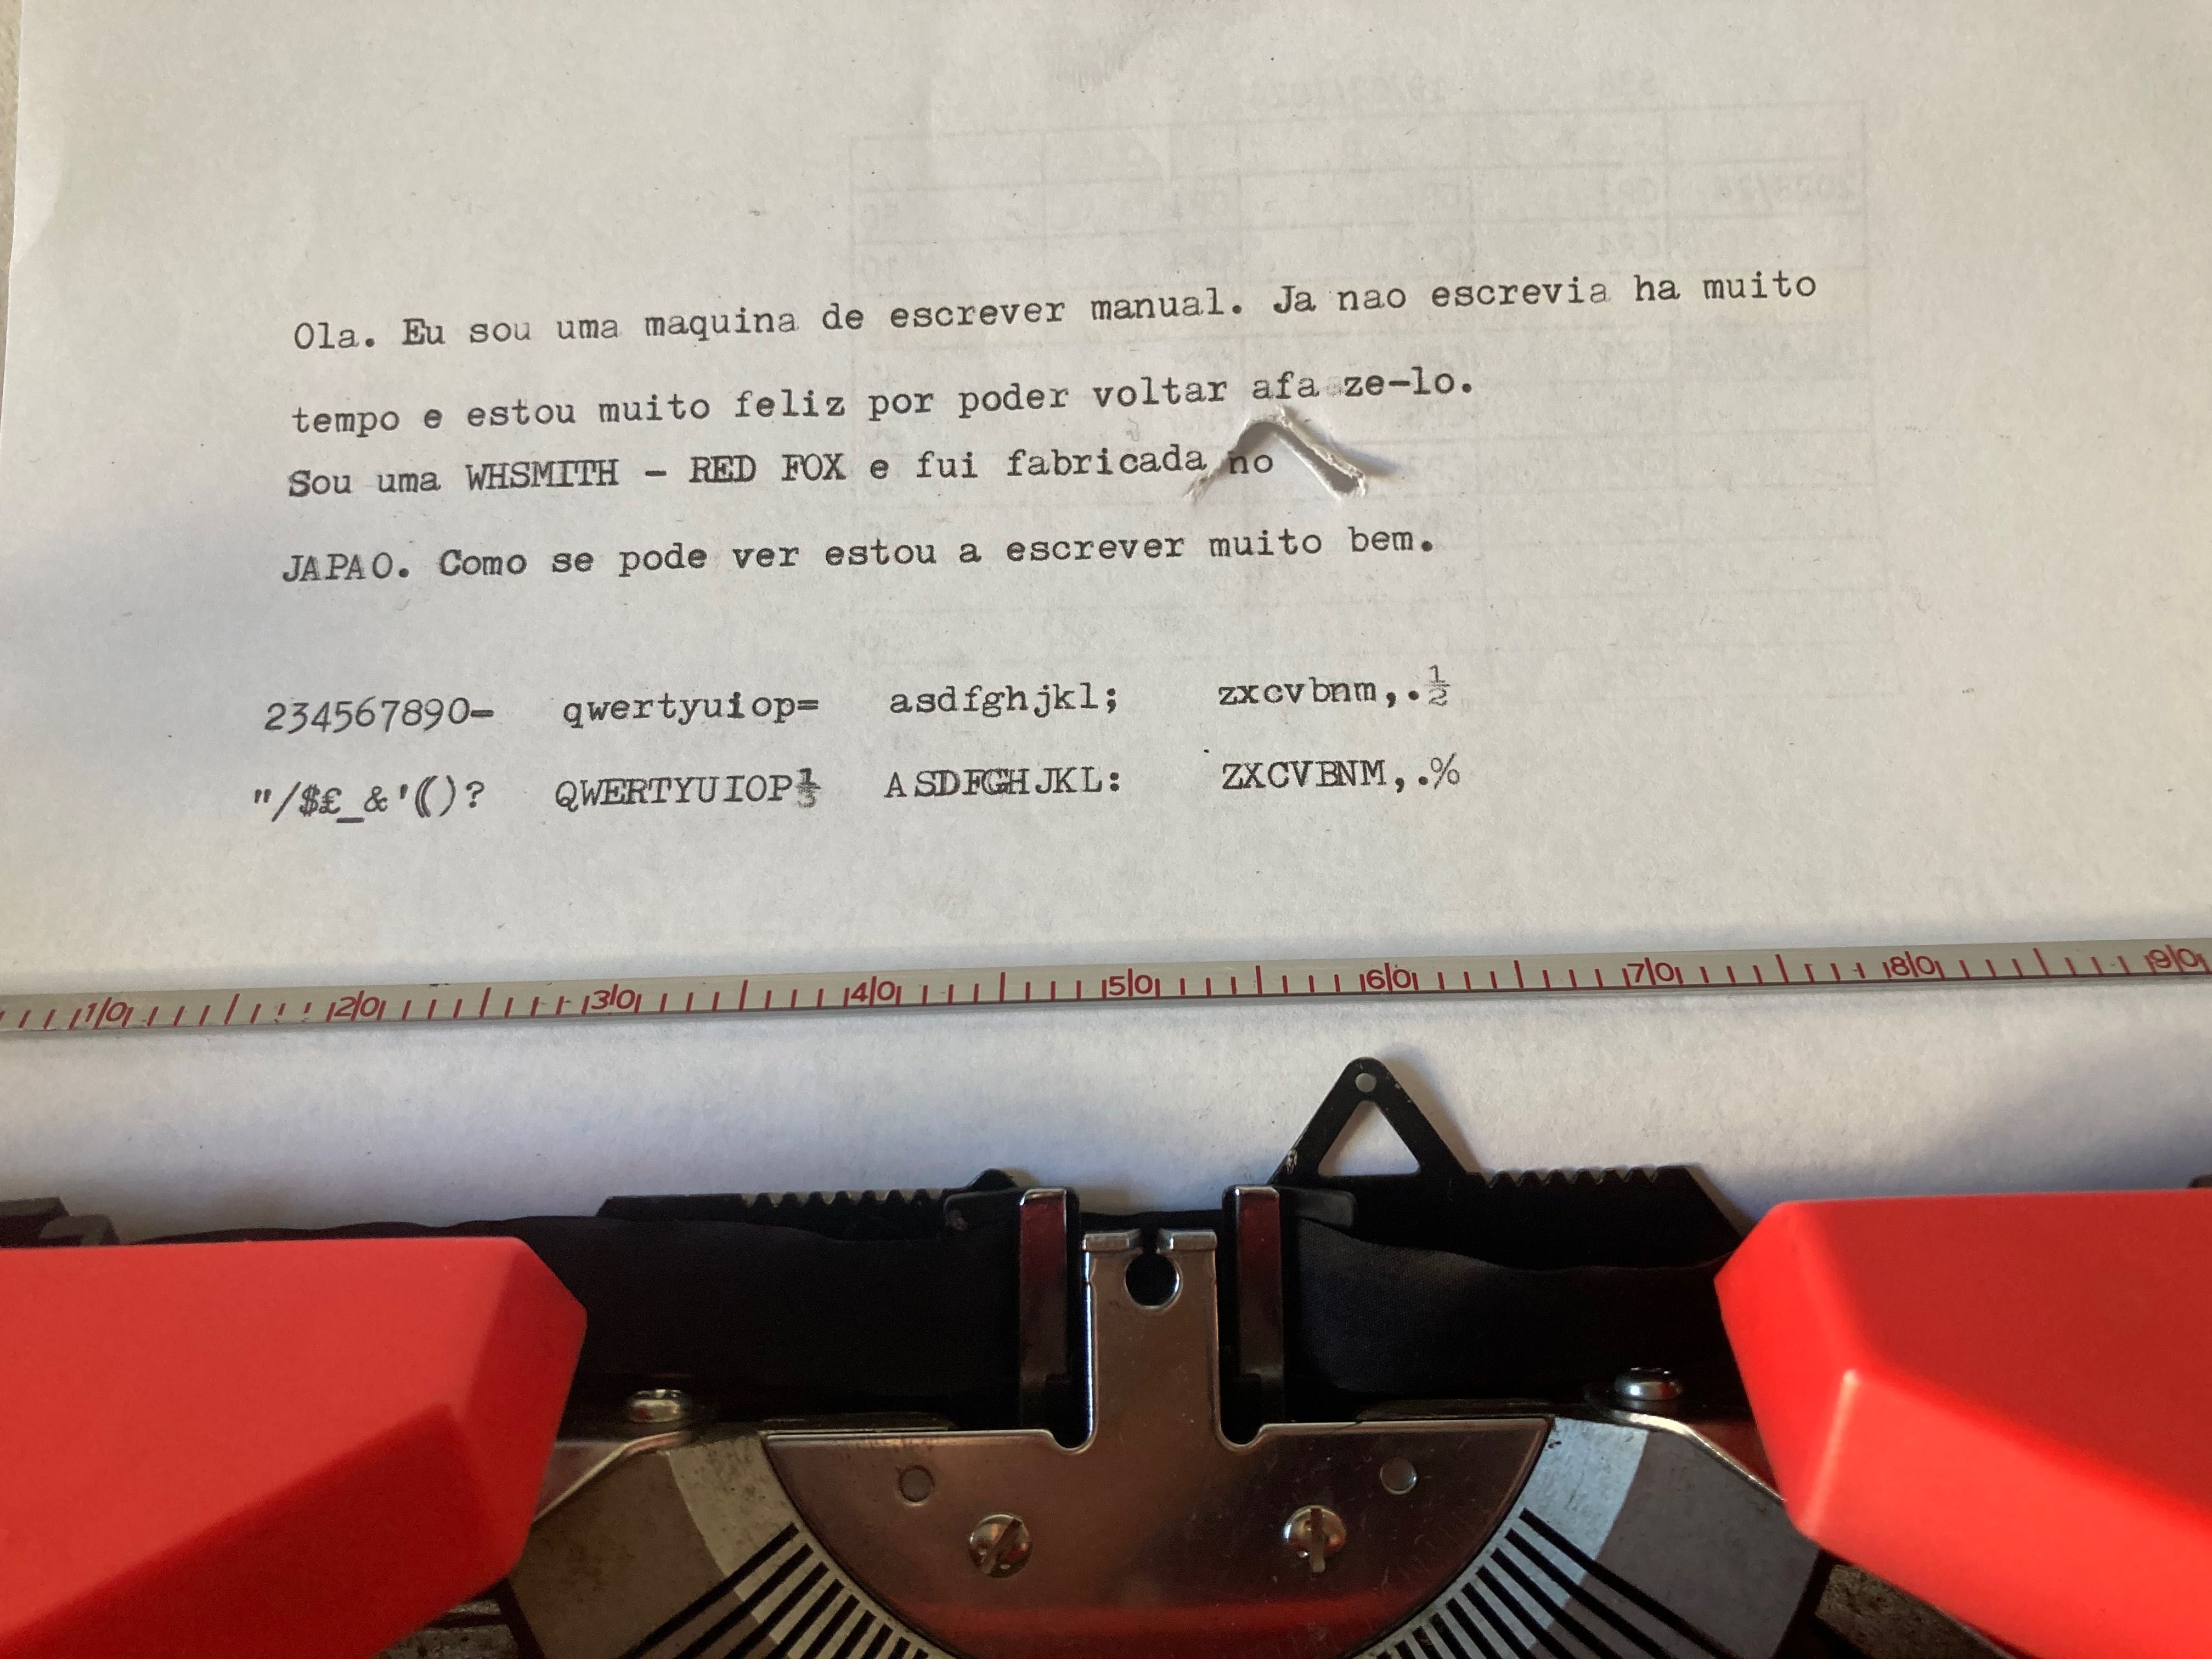 Ola. Eu sou uma maquina de escrever manual. Ja nao escrevia ha muito
tempo e estou muito feliz por poder voltar afa ze-lo.
Sou uma WHSMITH - RED FOX e fui fabricada no
JAPAO. Como se pode ver estou a escrever muito bem.
234567890- qwertyuiop= asdfghjkl; zxcvbnm,.½
"/$£_&'()? QWERTYUIOP⅓ ASDFGHJKL: ZXCVBNM,.%
10 20 30 40 50 60 70 80 90